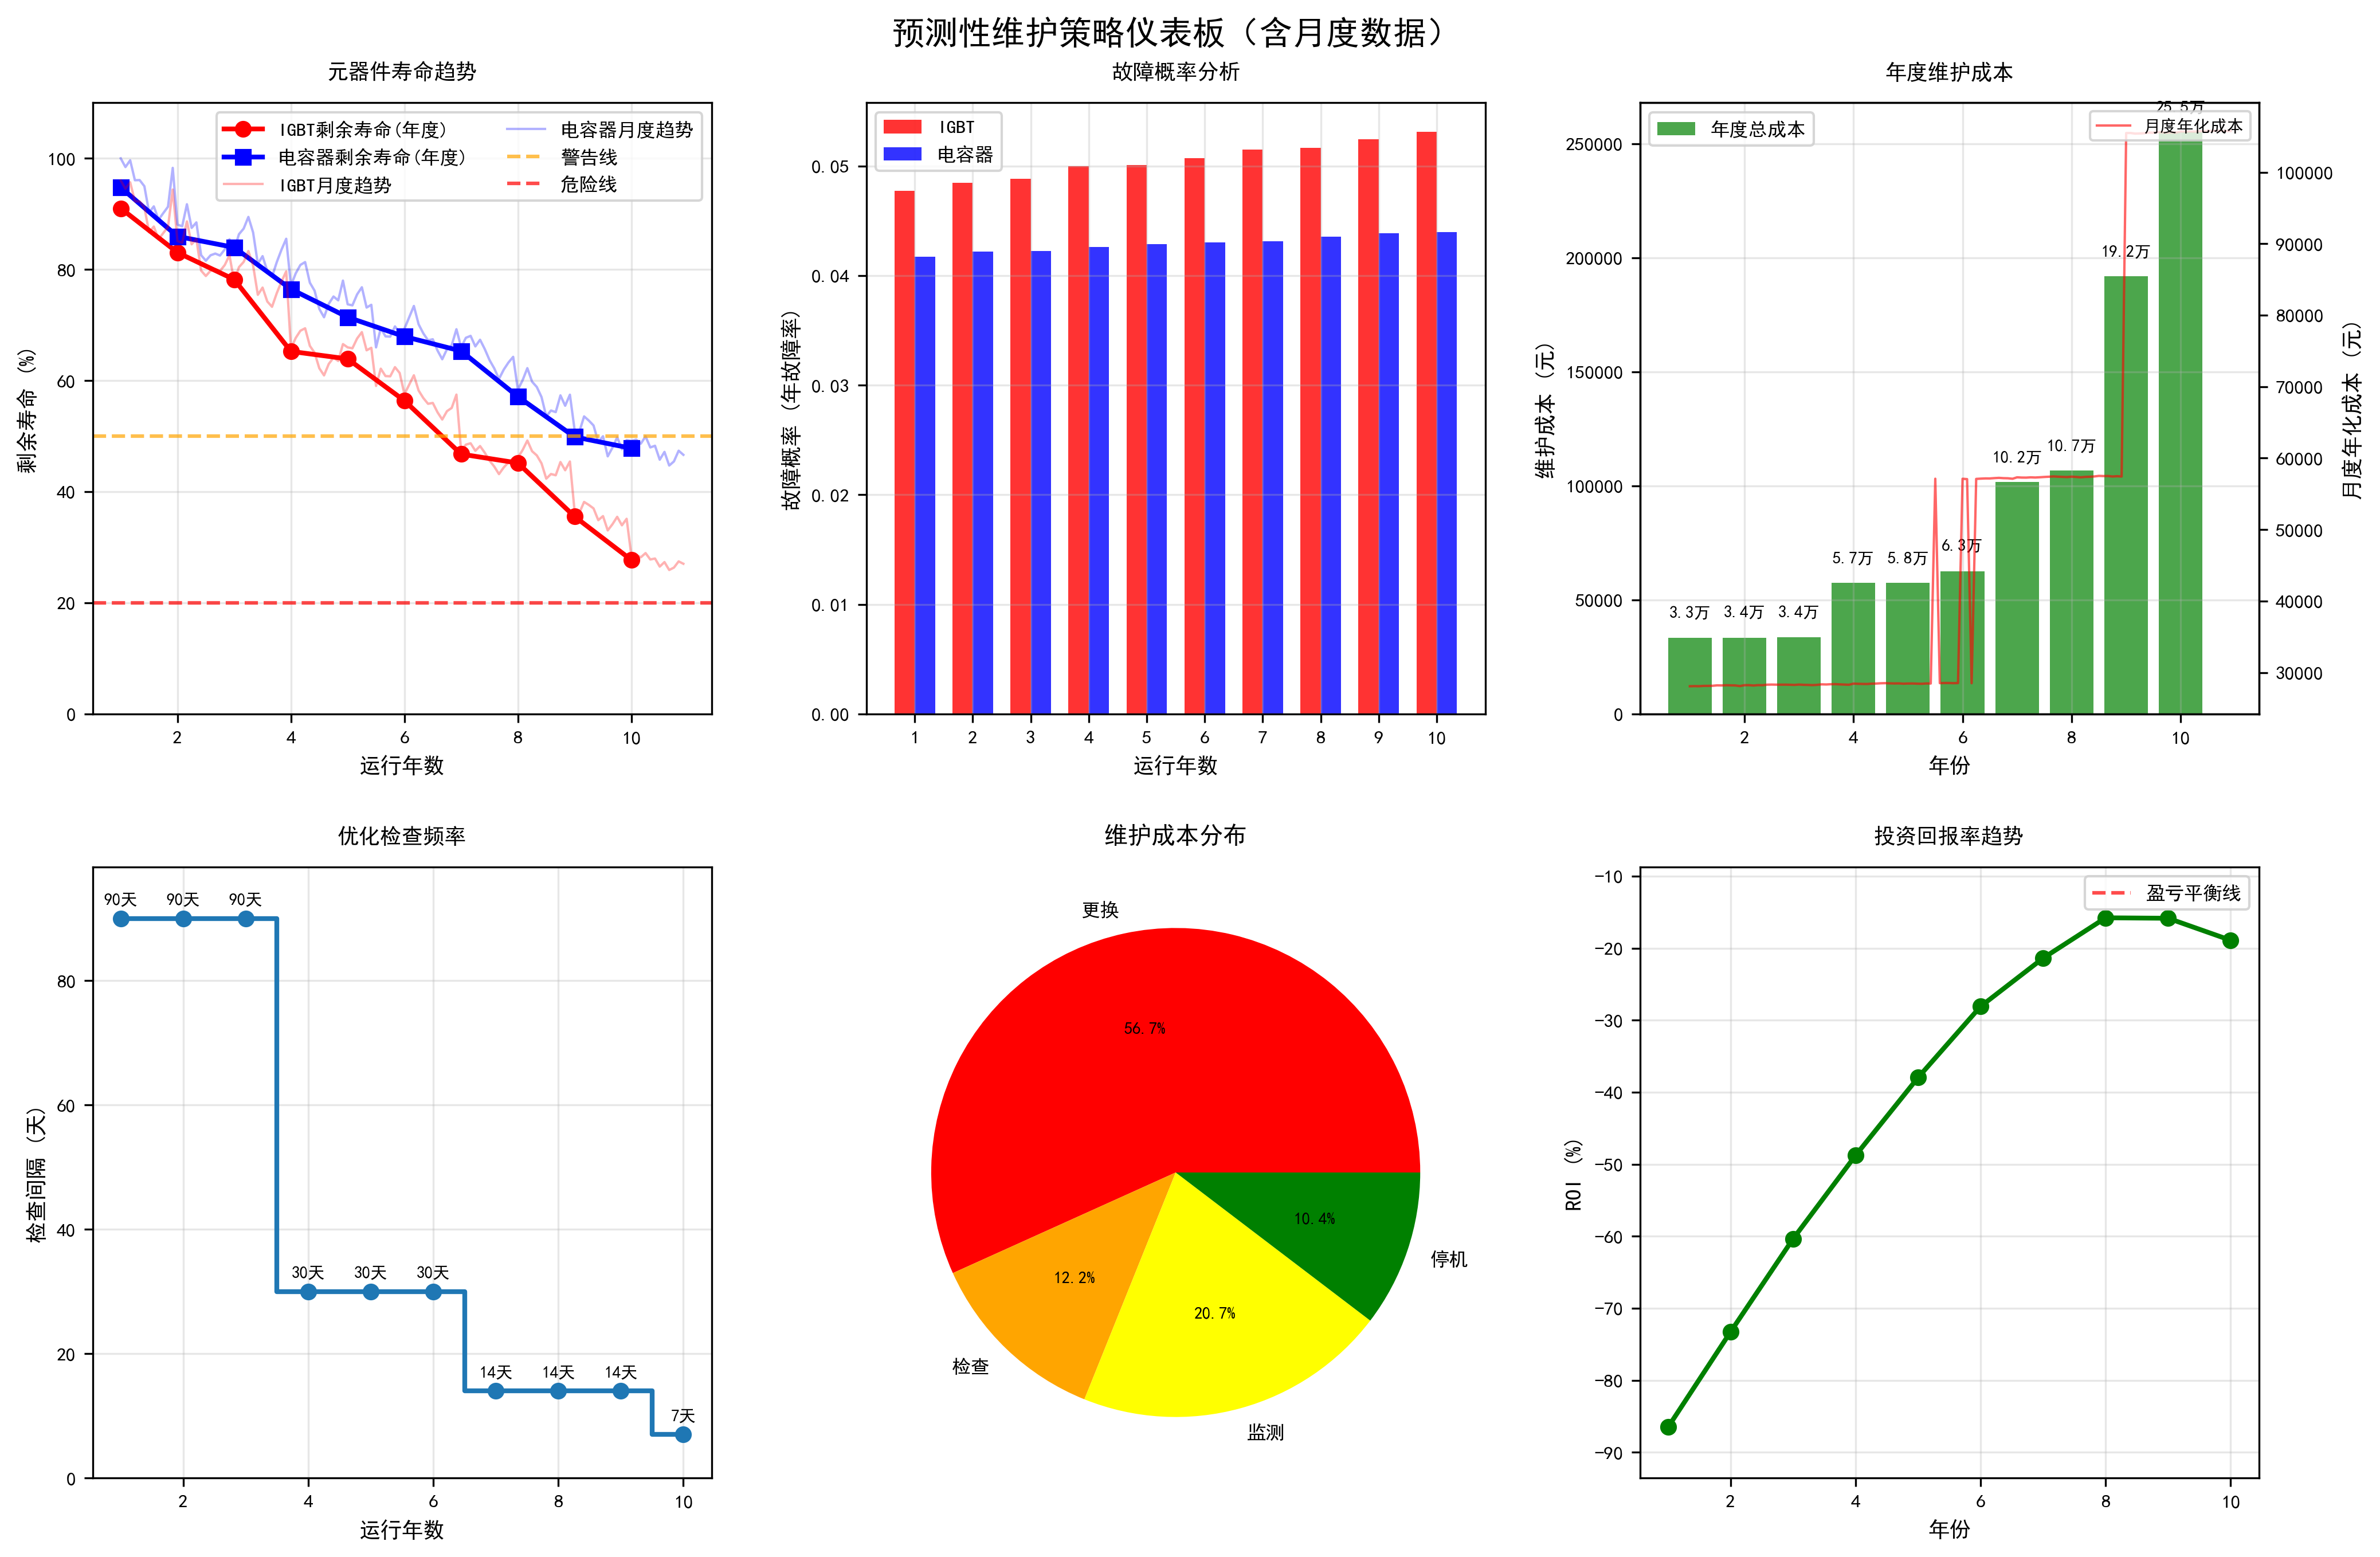 预测性维护策略仪表板（含月度数据）
元器件寿命趋势
IGBT剩余寿命(年度)
电容器剩余寿命(年度)
IGBT月度趋势
电容器月度趋势
警告线
危险线
剩余寿命 (%)
100
80
60
40
20
0
2 4 6 8 10
运行年数
故障概率分析
IGBT
电容器
故障概率 (年故障率)
0.05
0.04
0.03
0.02
0.01
0.00
1 2 3 4 5 6 7 8 9 10
运行年数
年度维护成本
年度总成本
月度年化成本
维护成本 (元)
250000
200000
150000
100000
50000
0
3.3万 3.4万 3.4万 5.7万 5.8万 6.3万 10.2万 10.7万 19.2万 25.5万
100000
90000
80000
70000
60000
50000
40000
30000
月度年化成本 (元)
2 4 6 8 10
年份
优化检查频率
检查间隔 (天)
80
60
40
20
0
90天 90天 90天 30天 30天 30天 14天 14天 14天 7天
2 4 6 8 10
运行年数
维护成本分布
更换
56.7%
检查
12.2%
监测
20.7%
停机
10.4%
投资回报率趋势
盈亏平衡线
ROI (%)
−10
−20
−30
−40
−50
−60
−70
−80
−90
2 4 6 8 10
年份